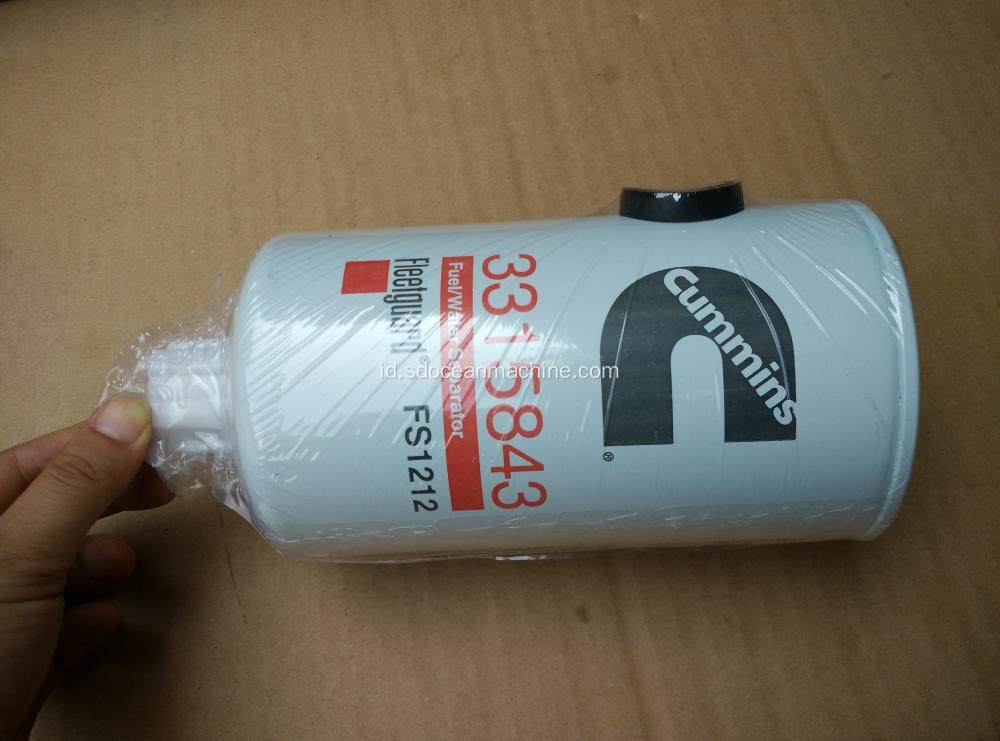 Cummins
®
3315843
Fuel/Water Separator
Fleetguard®
FS1212
id.sdoceanmachine.com